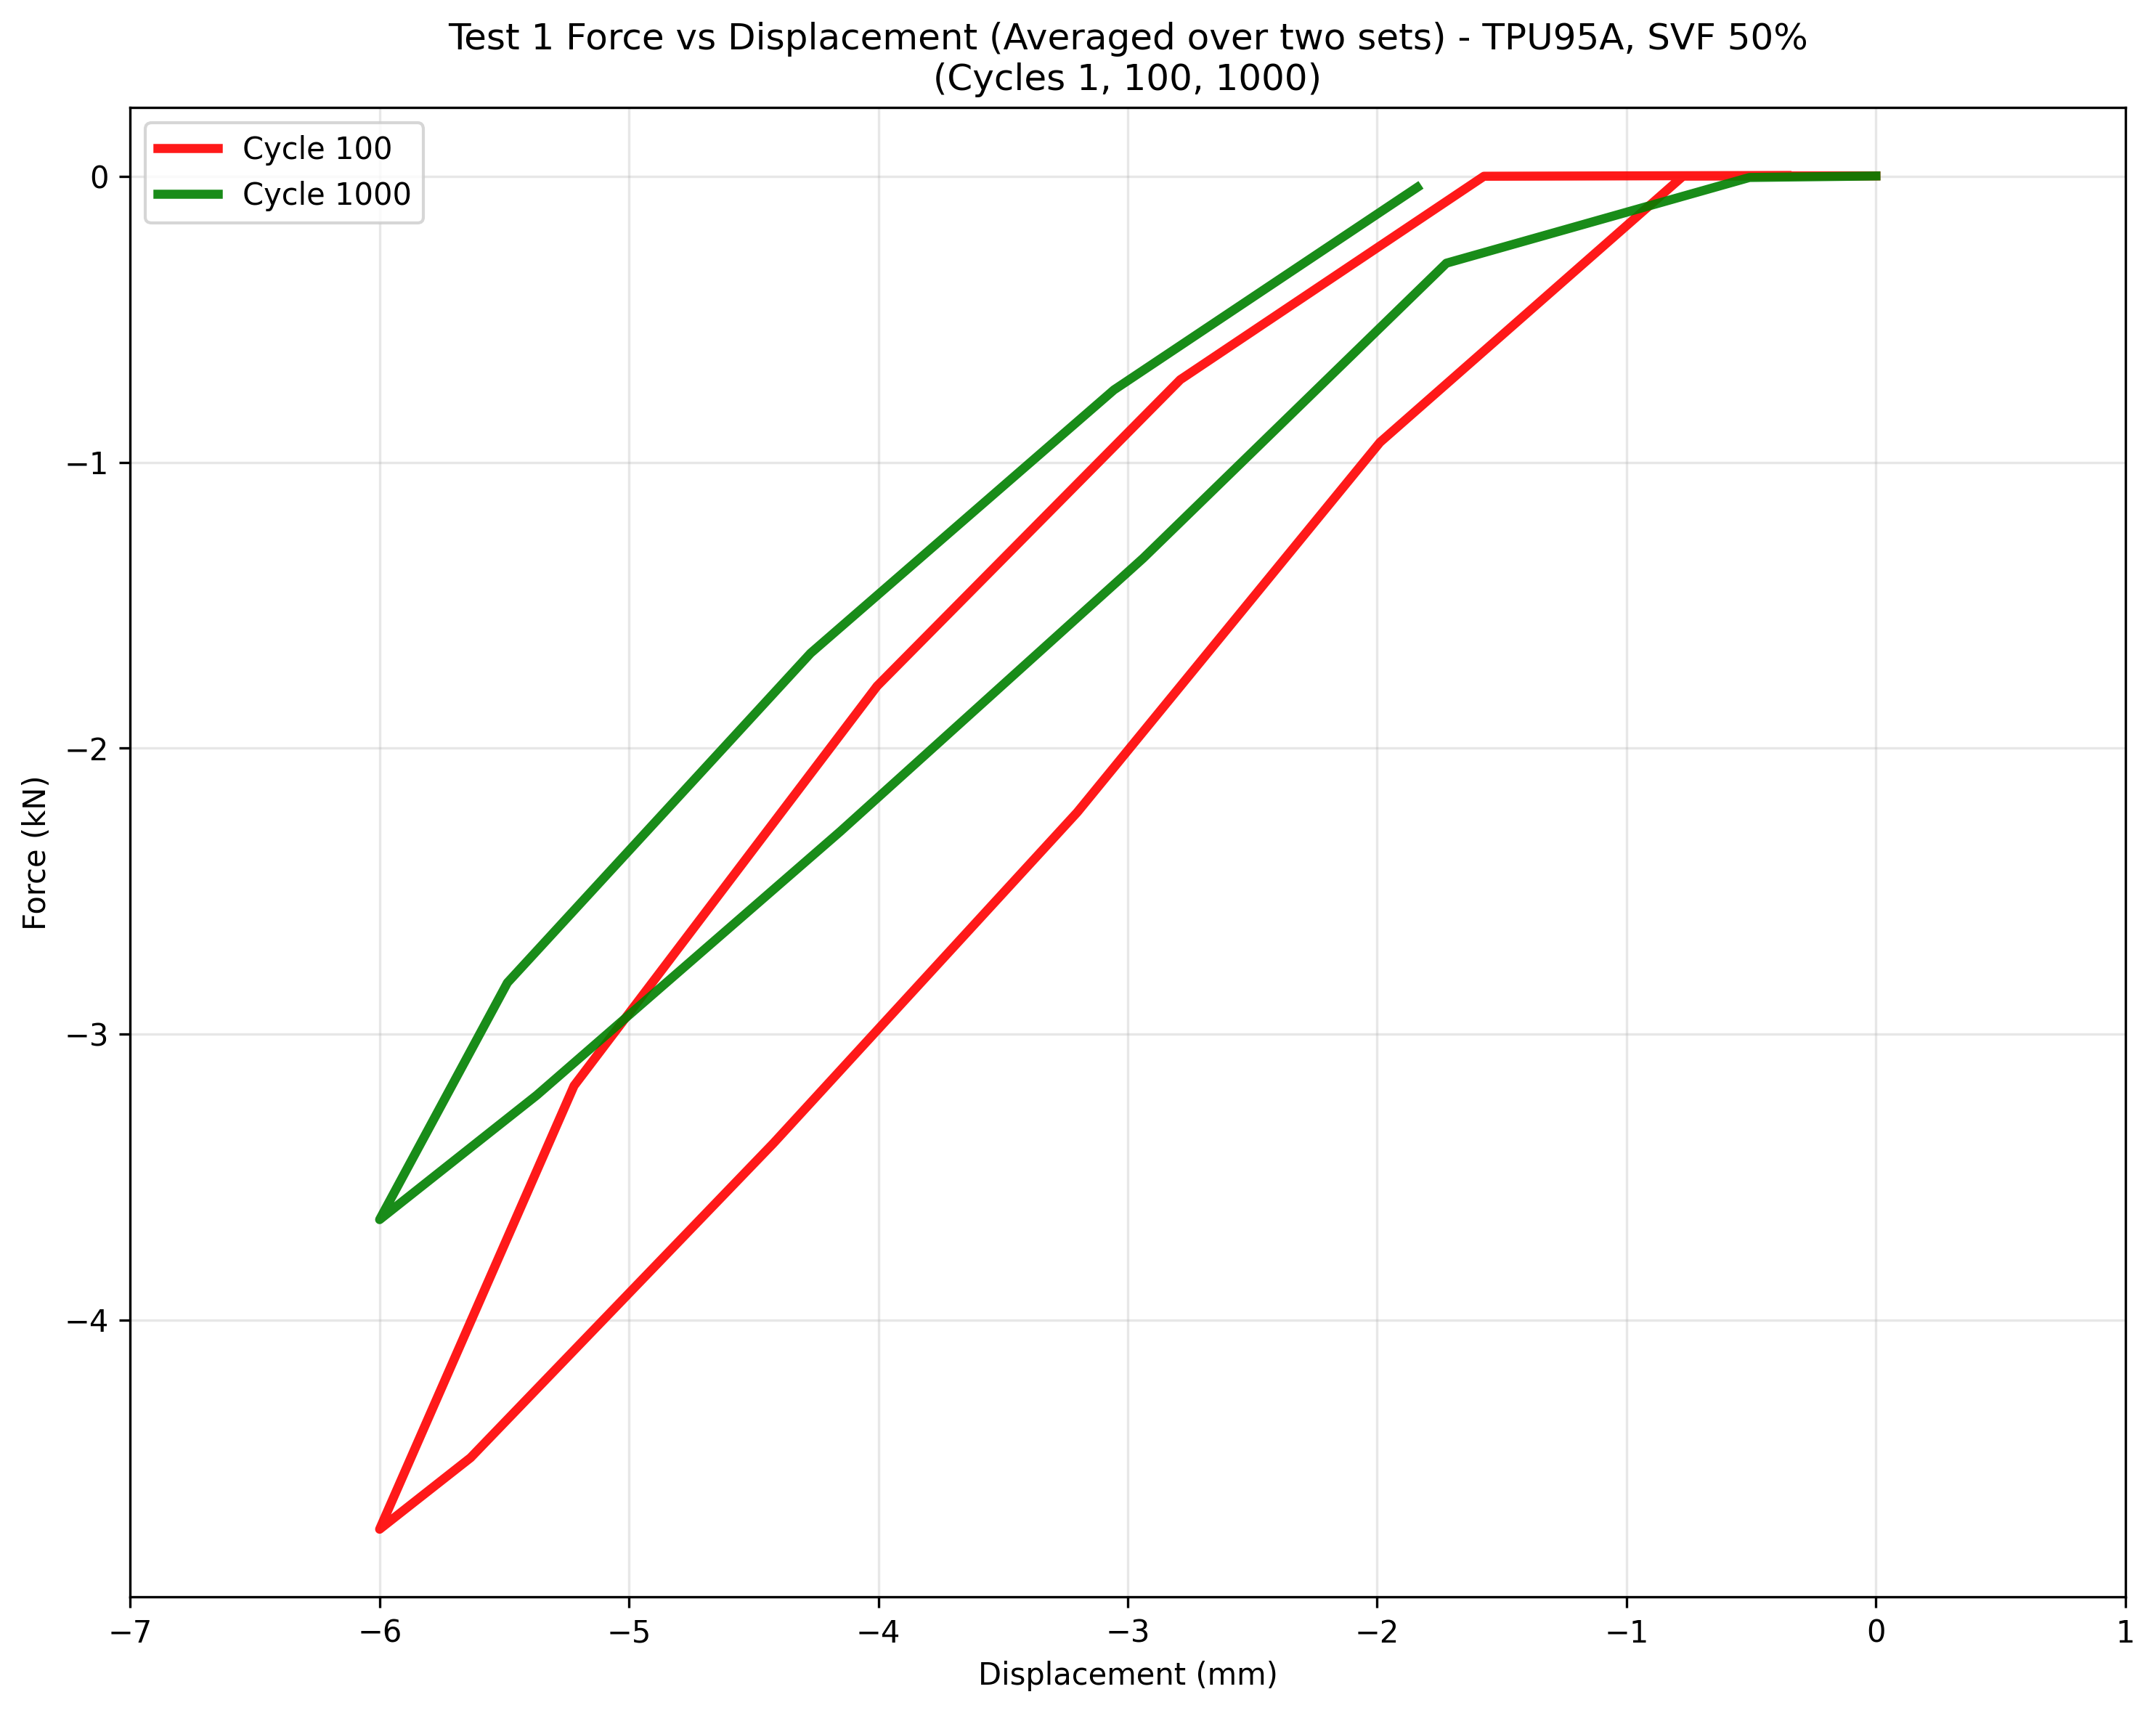 Test 1 Force vs Displacement (Averaged over two sets) - TPU95A, SVF 50%
(Cycles 1, 100, 1000)
Cycle 100
Cycle 1000
0
−1
−2
−3
−4
Force (kN)
−7 −6 −5 −4 −3 −2 −1 0 1
Displacement (mm)